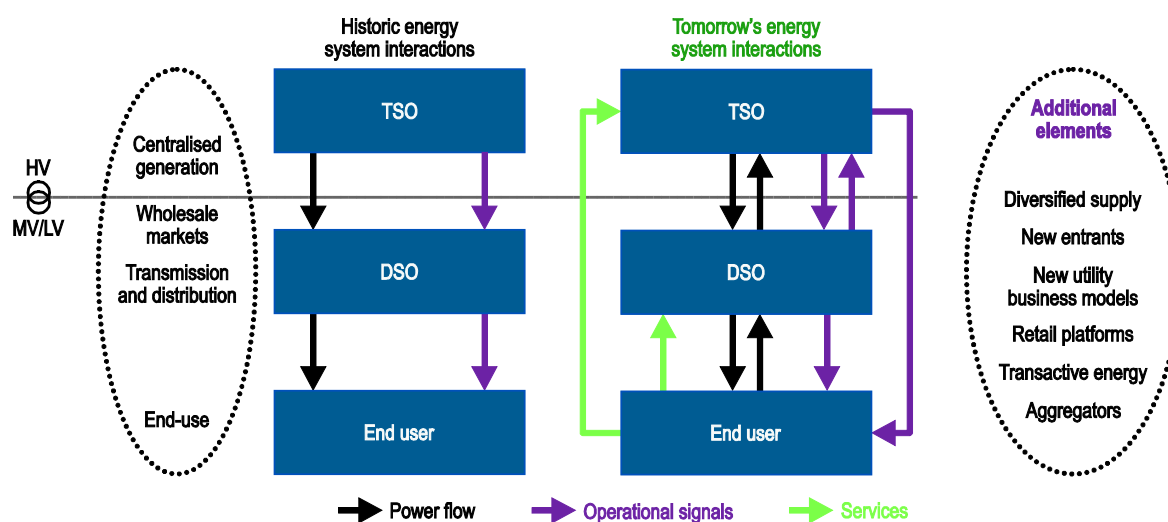 Historic energy
system interactions
Tomorrow's energy
system interactions
HV
MV/LV
Centralised
generation
Wholesale
markets
Transmission
and distribution
End-use
TSO
DSO
End user
TSO
DSO
End user
Additional
elements
Diversified supply
New entrants
New utility
business models
Retail platforms
Transactive energy
Aggregators
Power flow
Operational signals
Services